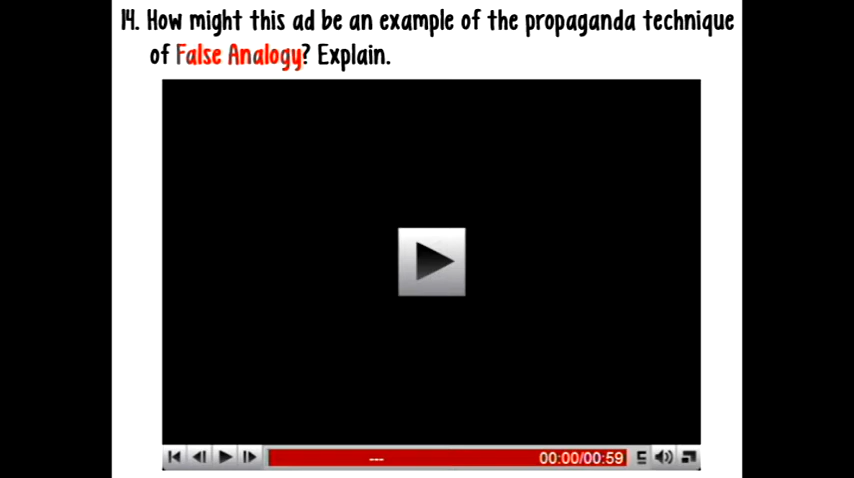 14. How might this ad be an example of the propaganda technique
of False Analogy? Explain.
--- 00:00/00:59